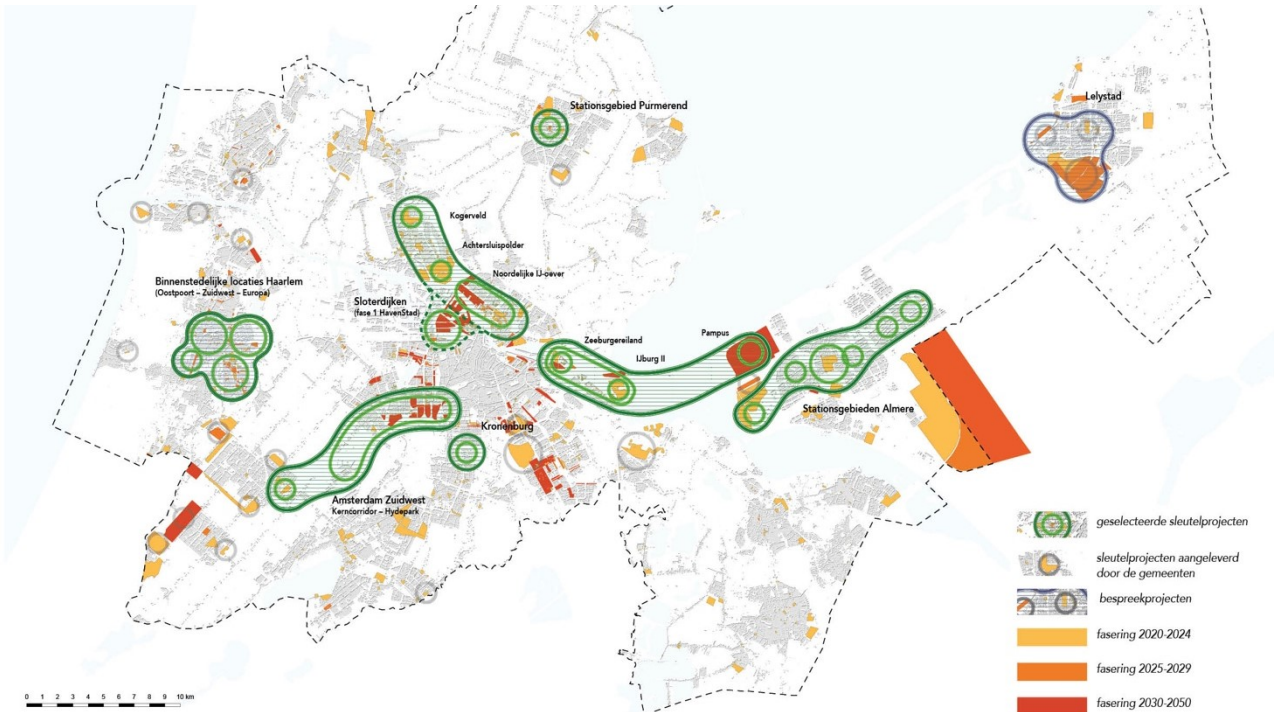 Stationsgebied Purmerend
Lelystad
Kogerveld
Achtersluispolder
Noordelijke IJ-oever
Binnenstedelijke locaties Haarlem
(Oostpoort – Zuidwest – Europa)
Sloterdijken
(fase 1 HavenStad)
Zeeburgereiland
IJburg II
Pampus
Stationsgebieden Almere
Kronenburg
Amsterdam Zuidwest
Kerncorridor – Hydepark
geselecteerde sleutelprojecten
sleutelprojecten aangeleverd
door de gemeenten
bespreekprojecten
fasering 2020-2024
fasering 2025-2029
fasering 2030-2050
0 1 2 3 4 5 6 7 8 9 10 km